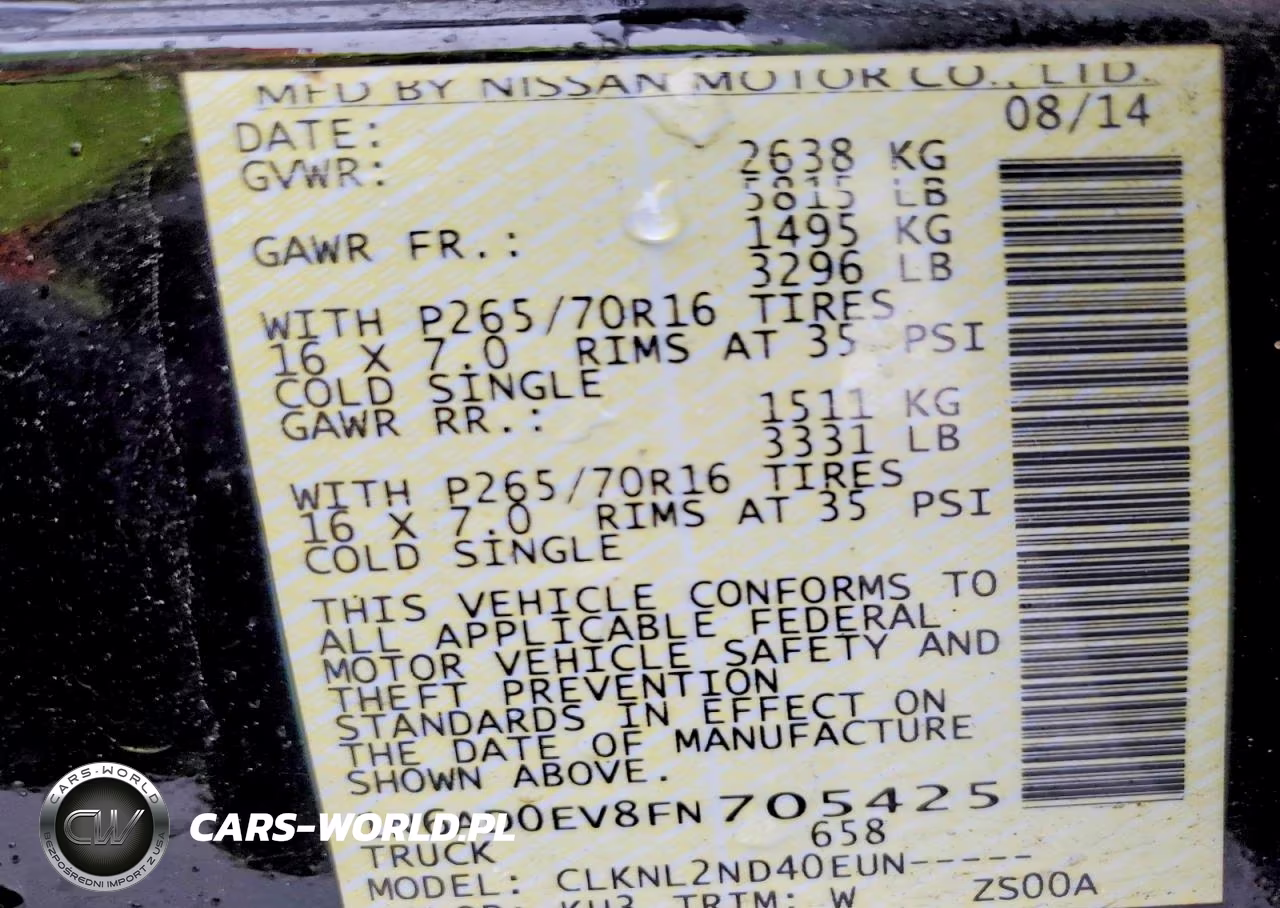 MFD BY NISSAN MOTOR CO., LTD.
DATE: 08/14
GVWR: 2638 KG
5815 LB
GAWR FR.: 1495 KG
3296 LB
WITH P265/70R16 TIRES
16 X 7.0 RIMS AT 35 PSI
COLD SINGLE
GAWR RR.: 1511 KG
3331 LB
WITH P265/70R16 TIRES
16 X 7.0 RIMS AT 35 PSI
COLD SINGLE
THIS VEHICLE CONFORMS TO
ALL APPLICABLE FEDERAL
MOTOR VEHICLE SAFETY AND
THEFT PREVENTION
STANDARDS IN EFFECT ON
THE DATE OF MANUFACTURE
SHOWN ABOVE.
705425
658
TRUCK
MODEL: CLKNL2ND40EUN-----
KH3 TRIM: W ZS00A
CARS-WORLD
CW
BEZPOŚREDNI IMPORT Z USA
CARS-WORLD.PL